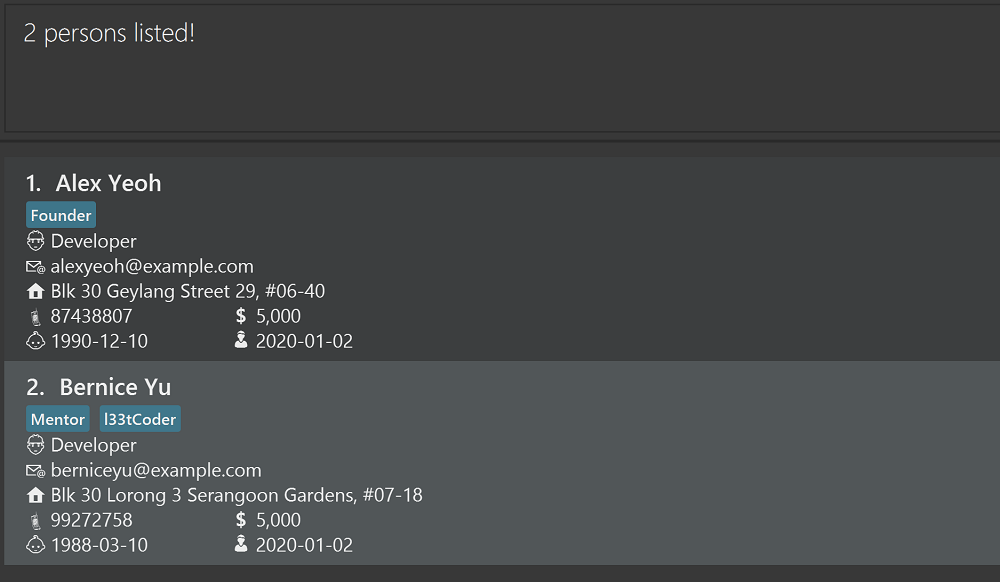 2 persons listed!
1. Alex Yeoh
Founder
Developer
alexyeoh@example.com
Blk 30 Geylang Street 29, #06-40
87438807 $ 5,000
1990-12-10 2020-01-02
2. Bernice Yu
Mentor l33tCoder
Developer
berniceyu@example.com
Blk 30 Lorong 3 Serangoon Gardens, #07-18
99272758 $ 5,000
1988-03-10 2020-01-02